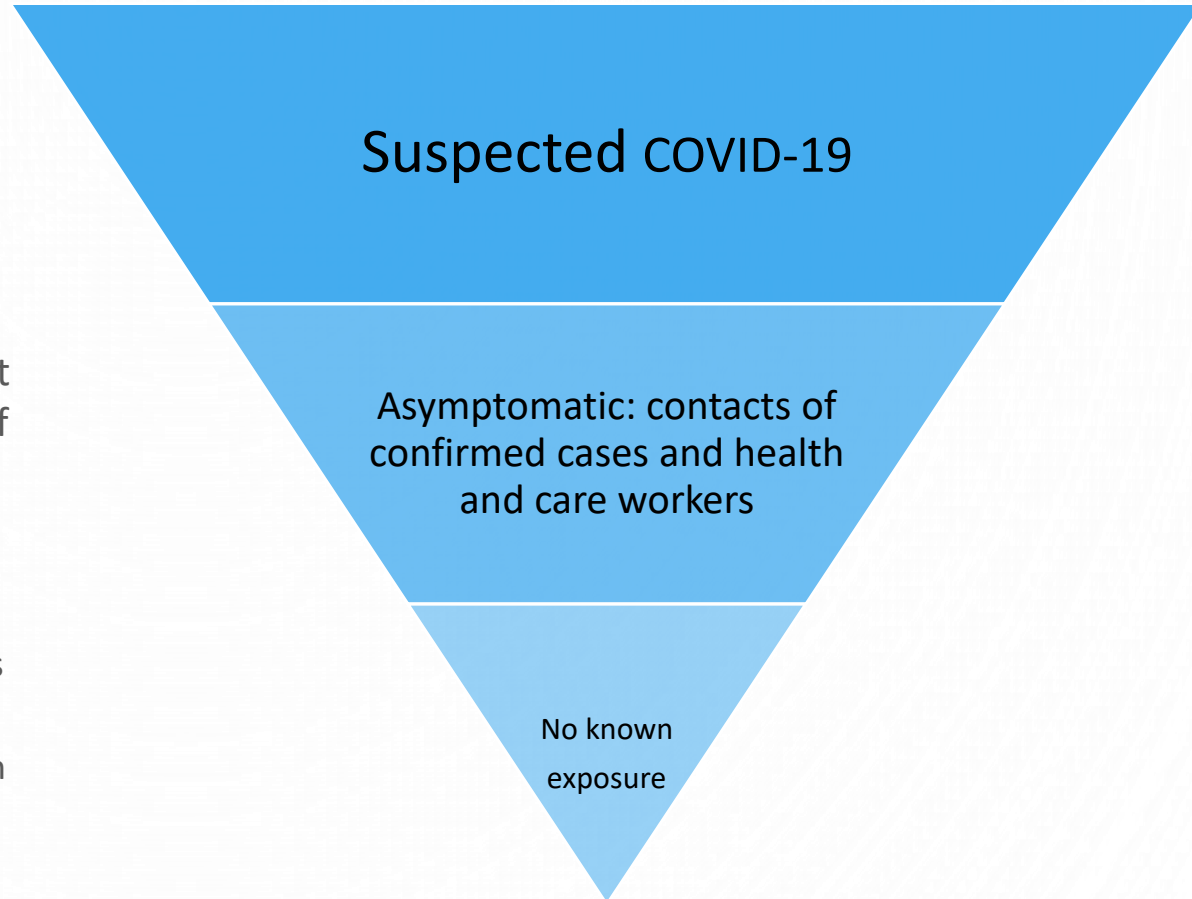 Suspected COVID-19
Asymptomatic: contacts of
confirmed cases and health
and care workers
No known
exposure